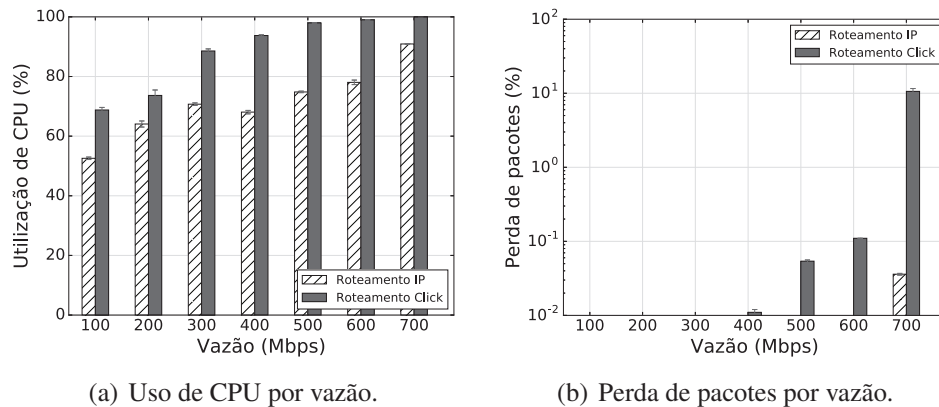 100
80
60
40
20
0
Utilização de CPU (%)
Roteamento IP
Roteamento Click
100 200 300 400 500 600 700
Vazão (Mbps)
(a) Uso de CPU por vazão.
10^2
10^1
10^0
10^-1
10^-2
Perda de pacotes (%)
Roteamento IP
Roteamento Click
100 200 300 400 500 600 700
Vazão (Mbps)
(b) Perda de pacotes por vazão.